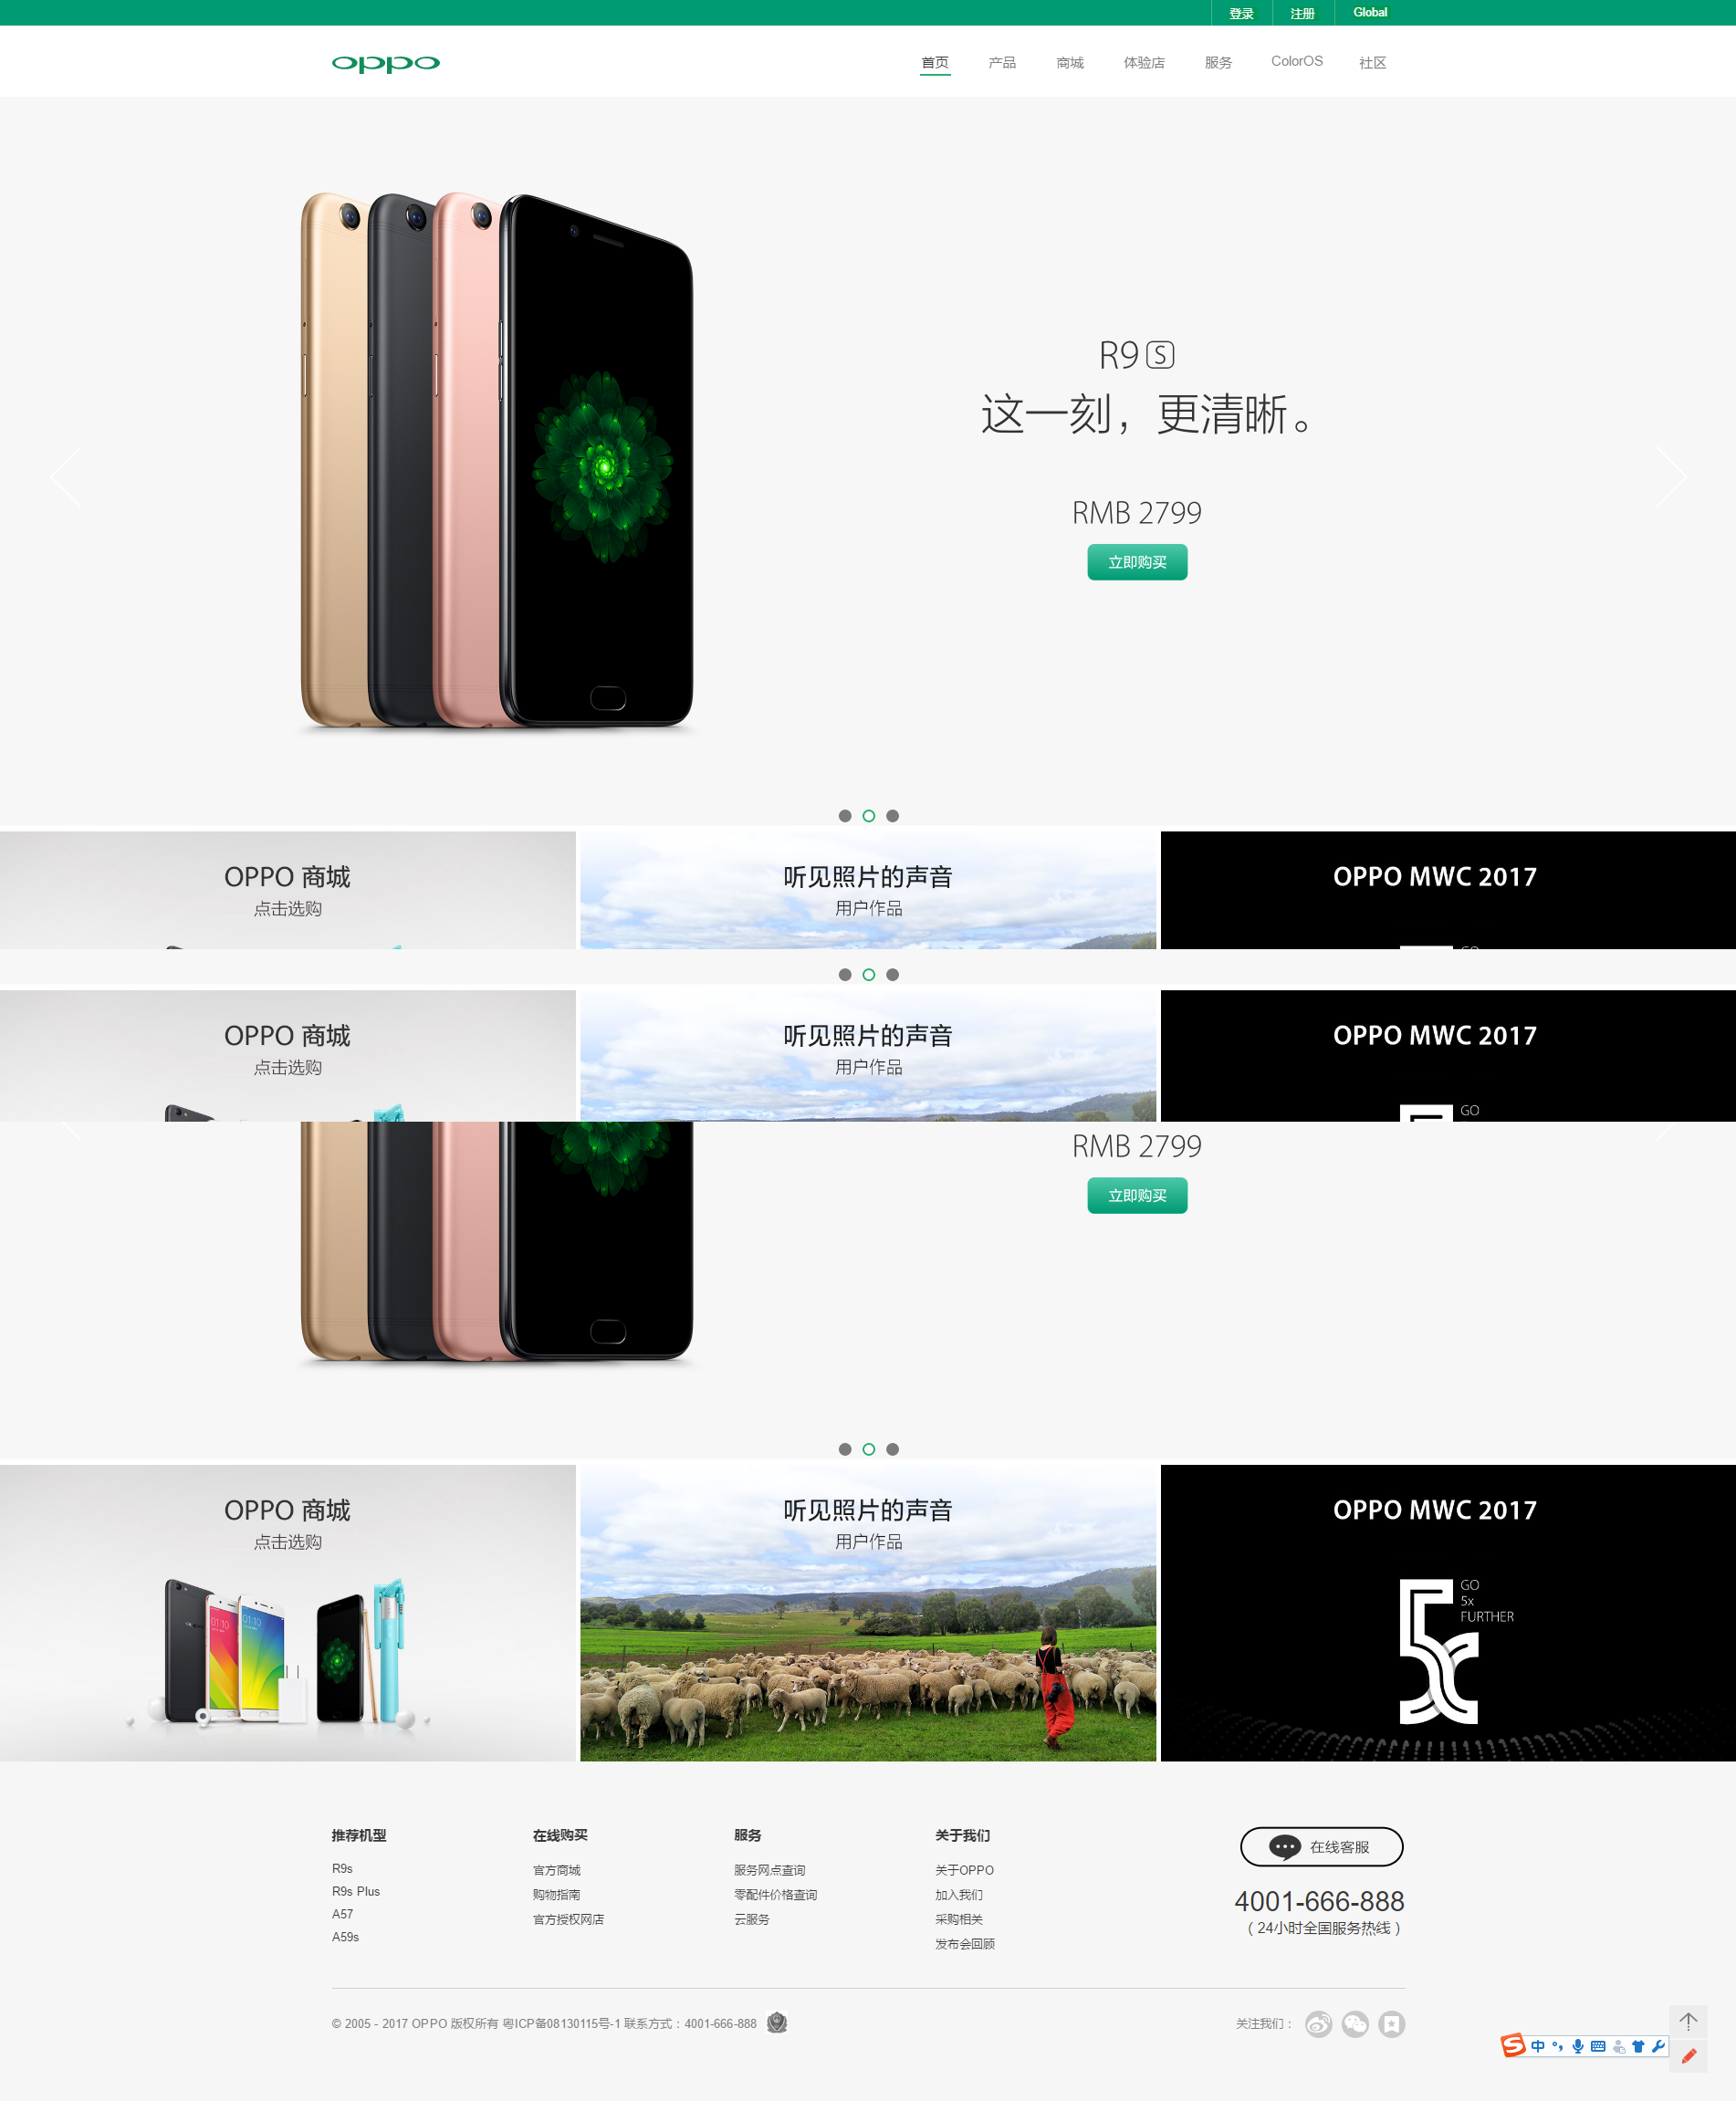 登录 注册 Global
oppo 首页 产品 商城 体验店 服务 ColorOS 社区
R9 S
这一刻，更清晰。
RMB 2799
立即购买
OPPO 商城 听见照片的声音 OPPO MWC 2017
点击选购 用户作品
OPPO 商城 听见照片的声音 OPPO MWC 2017
点击选购 用户作品
GO
RMB 2799
立即购买
OPPO 商城 听见照片的声音 OPPO MWC 2017
点击选购 用户作品
GO
5x
FURTHER
5x
01:10 01:10
推荐机型 在线购买 服务 关于我们 在线客服
R9s 官方商城 服务网点查询 关于OPPO
R9s Plus 购物指南 零配件价格查询 加入我们 4001-666-888
A57 官方授权网店 云服务 采购相关 （24小时全国服务热线）
A59s 发布会回顾
© 2005 - 2017 OPPO 版权所有 粤ICP备08130115号-1 联系方式：4001-666-888 关注我们：
S 中